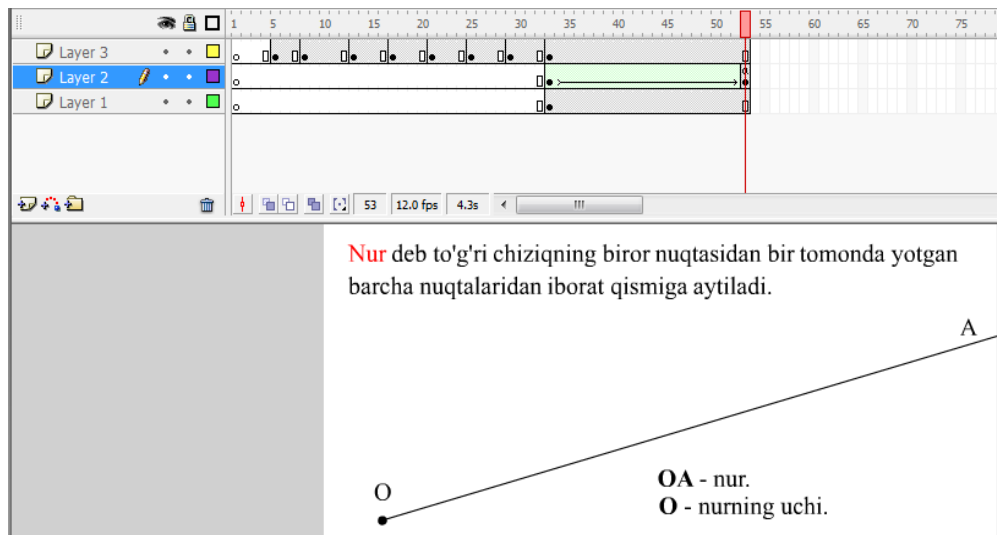 1 5 10 15 20 25 30 35 40 45 50 55 60 65 70 75
Layer 3
Layer 2
Layer 1
53 12.0 fps 4.3s
Nur deb to'g'ri chiziqning biror nuqtasidan bir tomonda yotgan
barcha nuqtalaridan iborat qismiga aytiladi.
A
O
OA - nur.
O - nurning uchi.